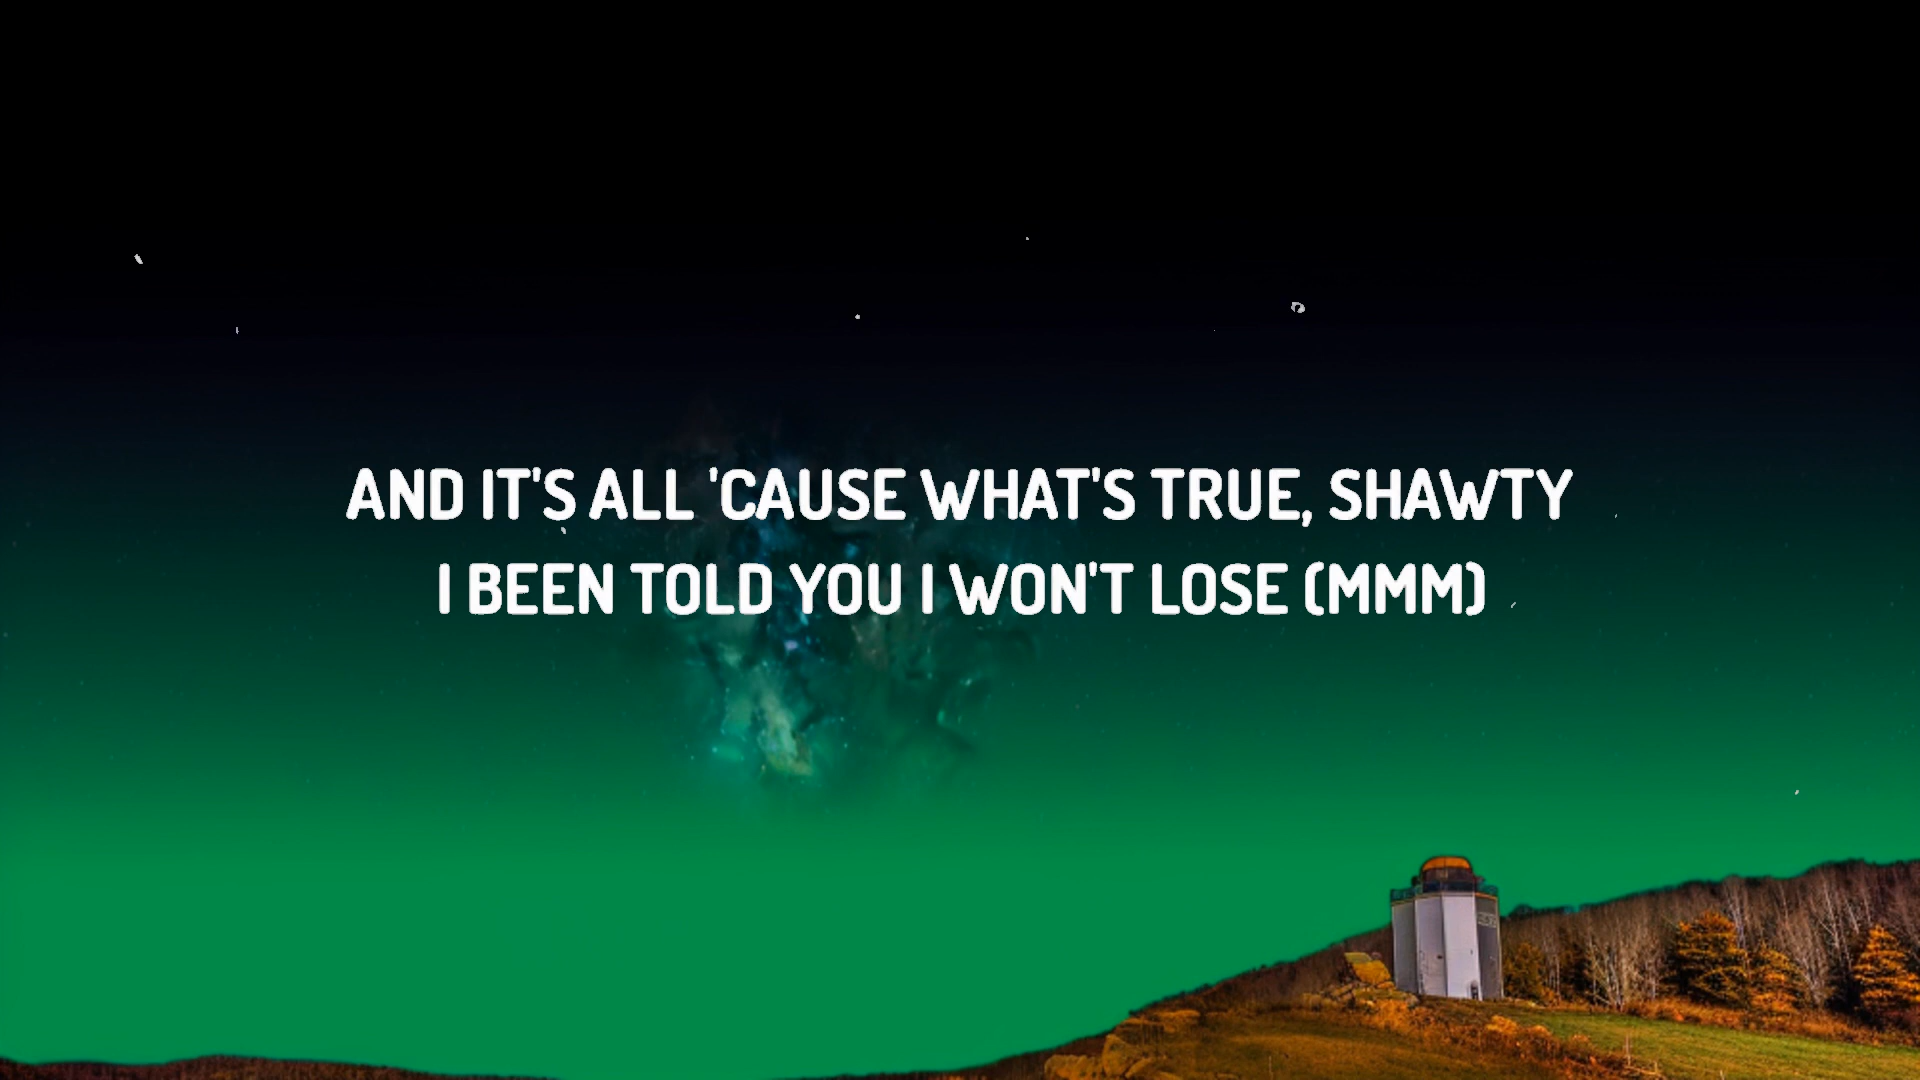 AND IT'S ALL 'CAUSE WHAT'S TRUE, SHAWTY
I BEEN TOLD YOU I WON'T LOSE (MMM)